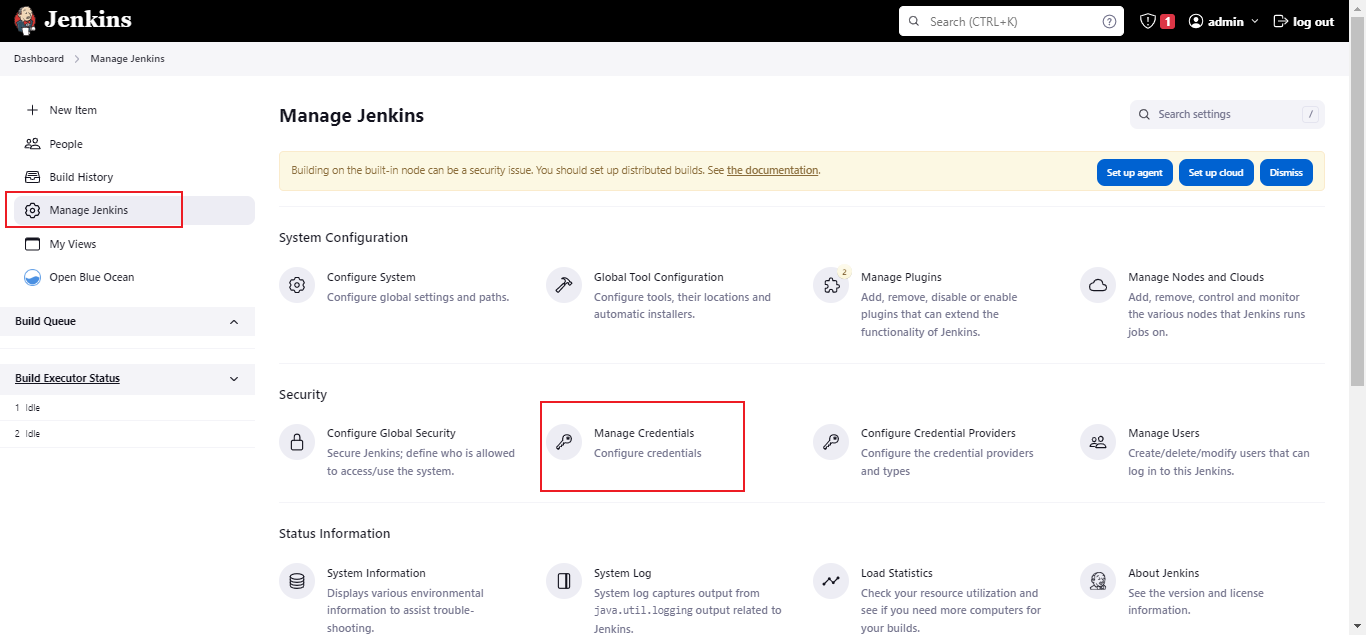 Jenkins
Search (CTRL+K)
1
admin
log out
Dashboard
Manage Jenkins
New Item
People
Build History
Manage Jenkins
My Views
Open Blue Ocean
Build Queue
Build Executor Status
1 Idle
2 Idle
Manage Jenkins
Search settings
/
Building on the built-in node can be a security issue. You should set up distributed builds. See the documentation.
Set up agent
Set up cloud
Dismiss
System Configuration
Configure System
Configure global settings and paths.
Global Tool Configuration
Configure tools, their locations and
automatic installers.
2
Manage Plugins
Add, remove, disable or enable
plugins that can extend the
functionality of Jenkins.
Manage Nodes and Clouds
Add, remove, control and monitor
the various nodes that Jenkins runs
jobs on.
Security
Configure Global Security
Secure Jenkins; define who is allowed
to access/use the system.
Manage Credentials
Configure credentials
Configure Credential Providers
Configure the credential providers
and types
Manage Users
Create/delete/modify users that can
log in to this Jenkins.
Status Information
System Information
Displays various environmental
information to assist trouble-
shooting.
System Log
System log captures output from
java.util.logging output related to
Jenkins.
Load Statistics
Check your resource utilization and
see if you need more computers for
your builds.
About Jenkins
See the version and license
information.